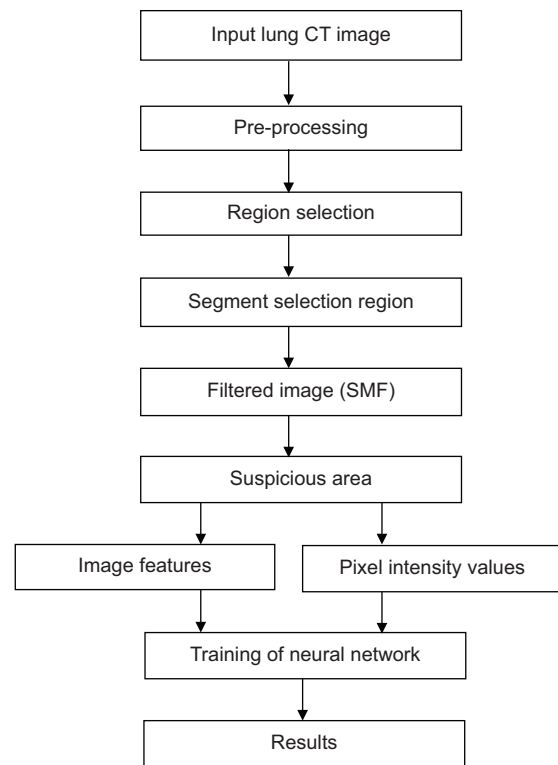 Input lung CT image
Pre-processing
Region selection
Segment selection region
Filtered image (SMF)
Suspicious area
Image features
Pixel intensity values
Training of neural network
Results